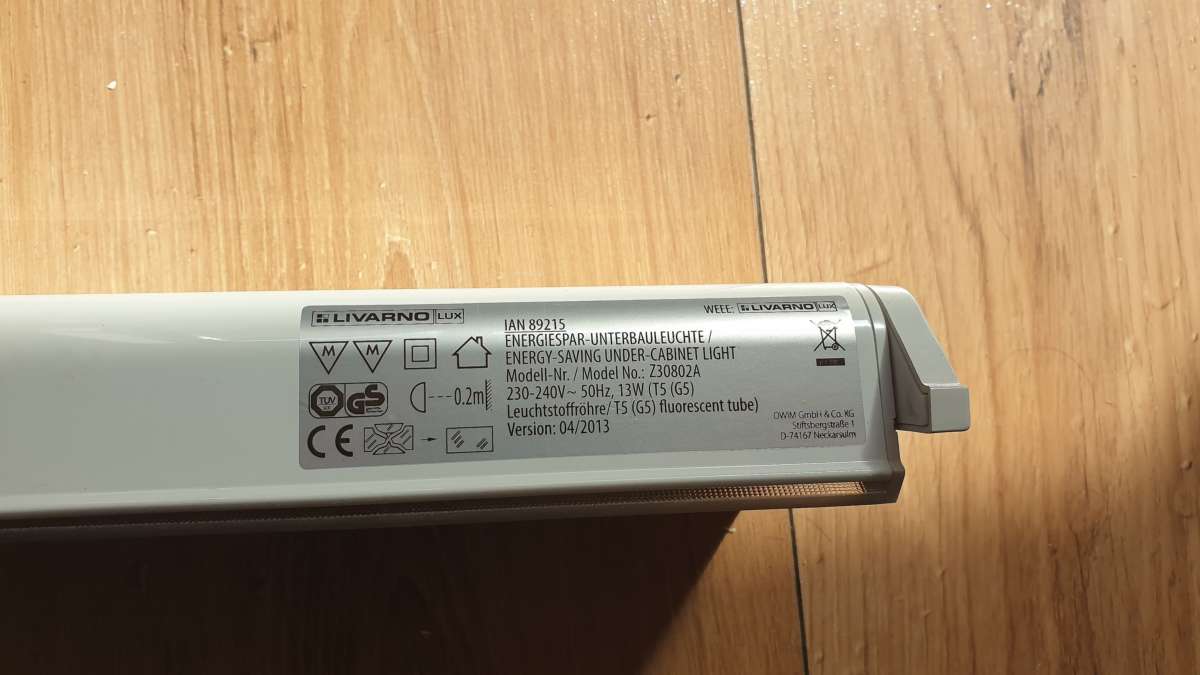 LIVARNO LUX
M M
TÜV GS
0.2m
CE
IAN 89215
ENERGIESPAR-UNTERBAULEUCHTE /
ENERGY-SAVING UNDER-CABINET LIGHT
Modell-Nr. / Model No.: Z30802A
230-240V~ 50Hz, 13W (T5 (G5)
Leuchtstoffröhre/ T5 (G5) fluorescent tube)
Version: 04/2013
WEEE: LIVARNO LUX
OWIM GmbH & Co. KG
Stiftsbergstraße 1
D-74167 Neckarsulm